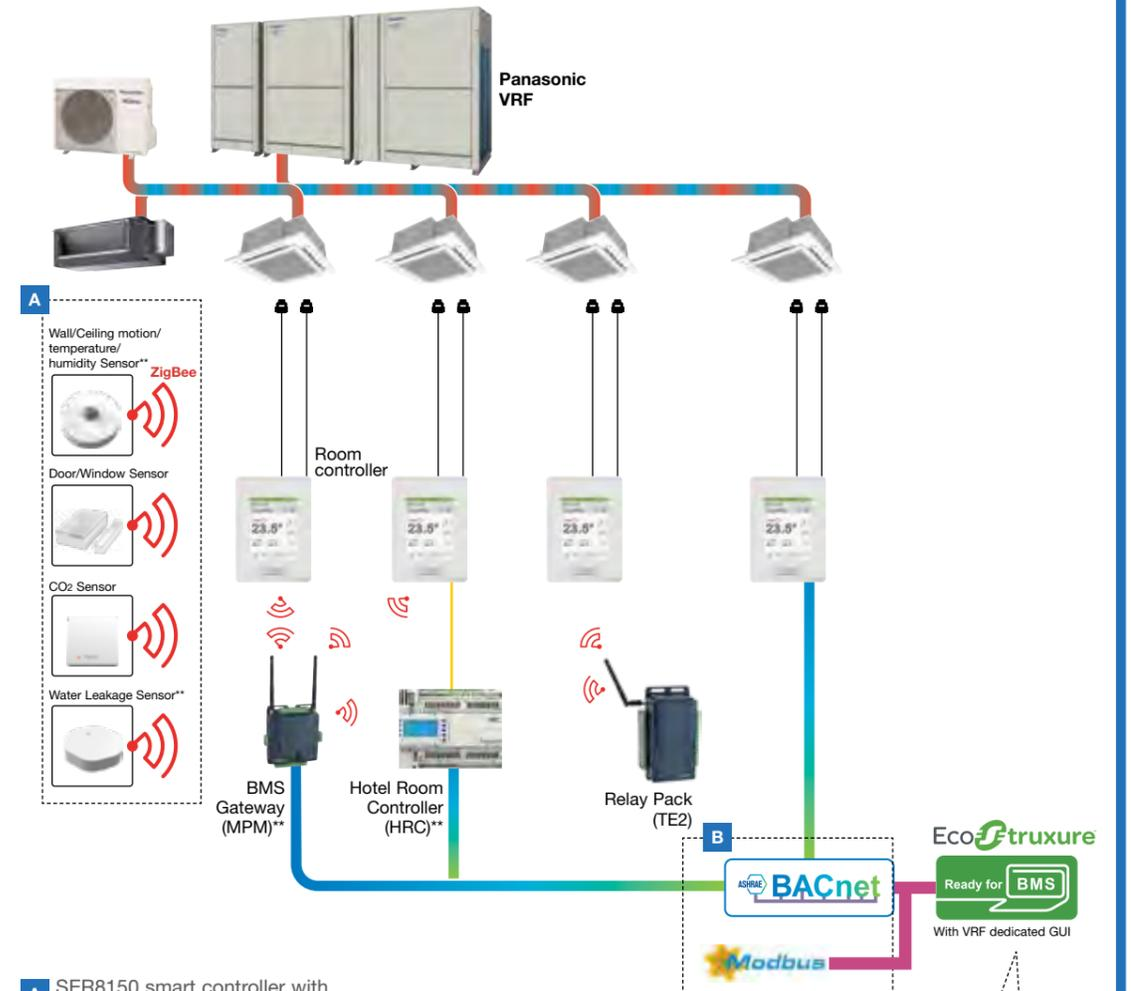 Panasonic
VRF
A
Wall/Ceiling motion/
temperature/
humidity Sensor**
ZigBee
Door/Window Sensor
CO2 Sensor
Water Leakage Sensor**
Room
controller
23.5°
23.5°
23.5°
23.5°
BMS
Gateway
(MPM)**
Hotel Room
Controller
(HRC)**
Relay Pack
(TE2)
B
EcoStruxure
ASHRAE BACnet
Ready for BMS
With VRF dedicated GUI
Modbus
A SER8150 smart controller with